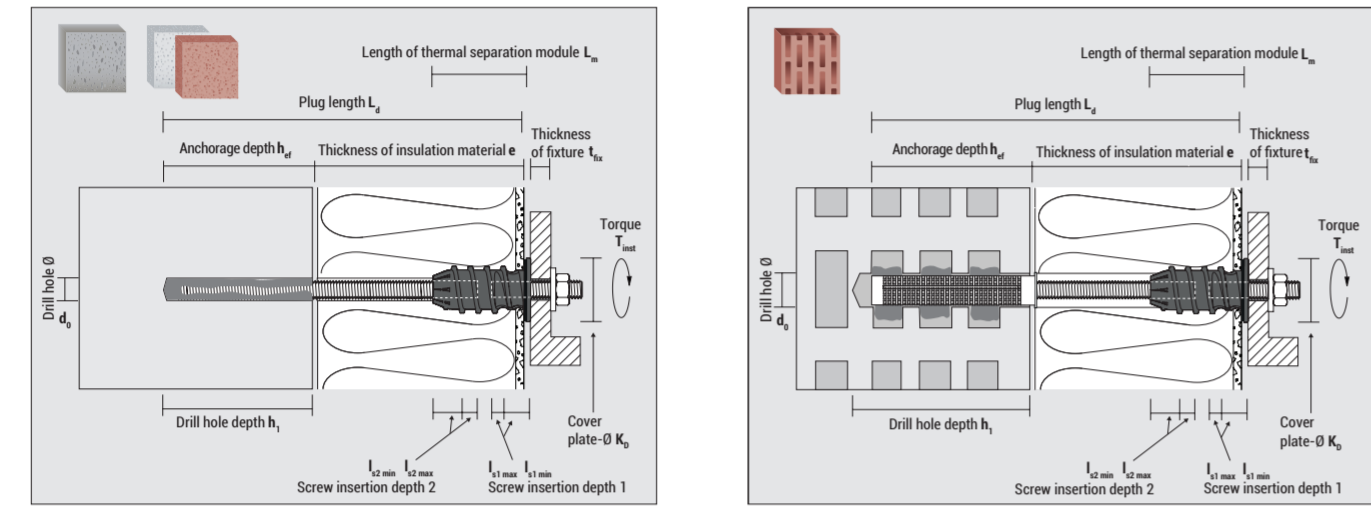 Length of thermal separation module Lm
Plug length Ld
Anchorage depth hef
Thickness of insulation material e
Thickness
of fixture tfix
Torque
Tinst
Drill hole Ø
d0
Drill hole depth h1
Cover
plate-Ø KD
ls2 min ls2 max
Screw insertion depth 2
ls1 max ls1 min
Screw insertion depth 1
Length of thermal separation module Lm
Plug length Ld
Anchorage depth hef
Thickness of insulation material e
Thickness
of fixture tfix
Torque
Tinst
Drill hole Ø
d0
Drill hole depth h1
Cover
plate-Ø KD
ls2 min ls2 max
Screw insertion depth 2
ls1 max ls1 min
Screw insertion depth 1